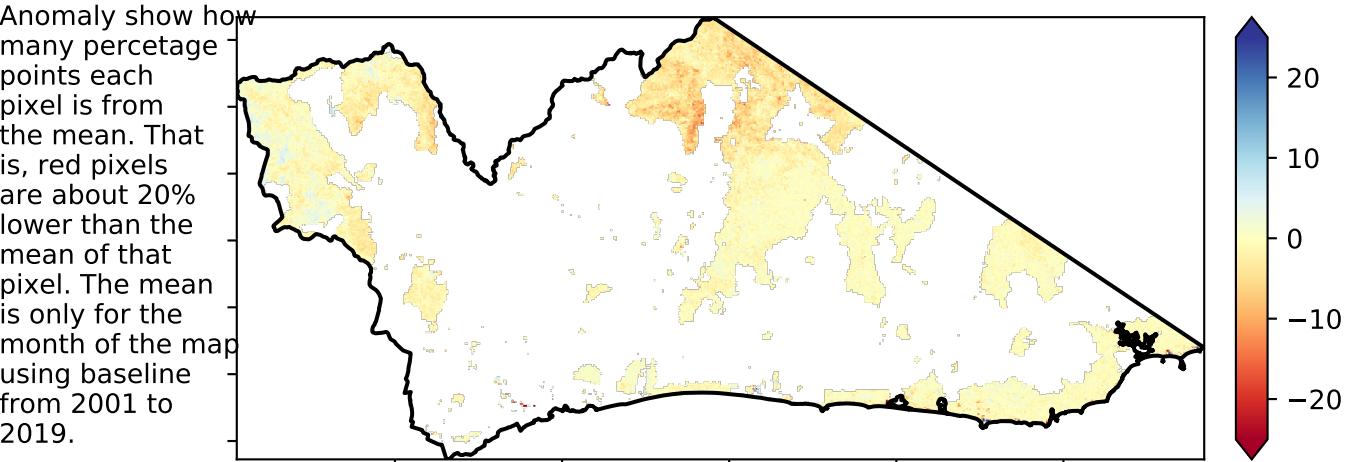 Anomaly show how
many percetage
points each
pixel is from
the mean. That
is, red pixels
are about 20%
lower than the
mean of that
pixel. The mean
is only for the
month of the map
using baseline
from 2001 to
2019.
20
10
0
−10
−20